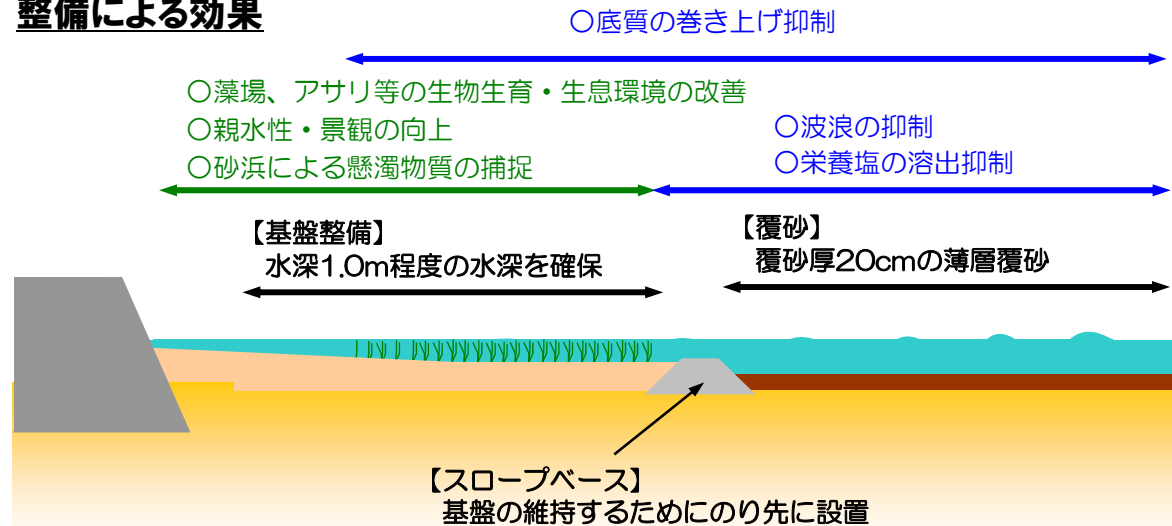 整備による効果
○底質の巻き上げ抑制
○藻場、アサリ等の生物生育・生息環境の改善
○親水性・景観の向上
○砂浜による懸濁物質の捕捉
○波浪の抑制
○栄養塩の溶出抑制
【基盤整備】
水深1.0m程度の水深を確保
【覆砂】
覆砂厚20cmの薄層覆砂
【スロープベース】
基盤の維持するためにのり先に設置